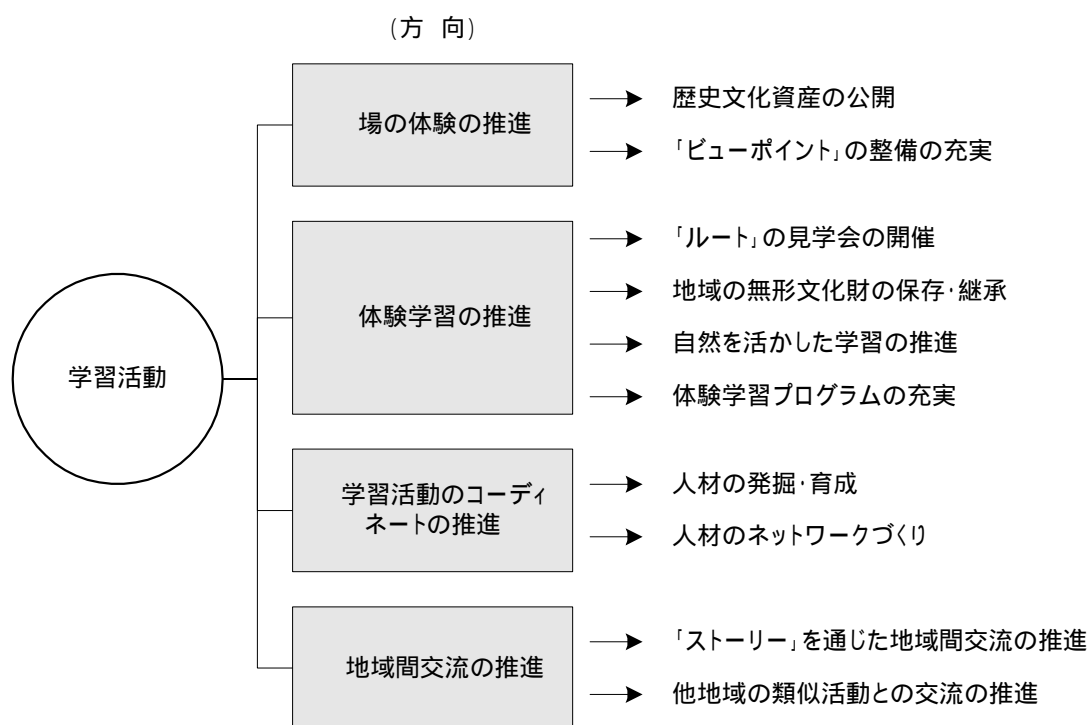 (方 向)
学習活動
場の体験の推進
歴史文化資産の公開
「ビューポイント」の整備の充実
体験学習の推進
「ルート」の見学会の開催
地域の無形文化財の保存・継承
自然を活かした学習の推進
体験学習プログラムの充実
学習活動のコーディ
ネートの推進
人材の発掘・育成
人材のネットワークづくり
地域間交流の推進
「ストーリー」を通じた地域間交流の推進
他地域の類似活動との交流の推進